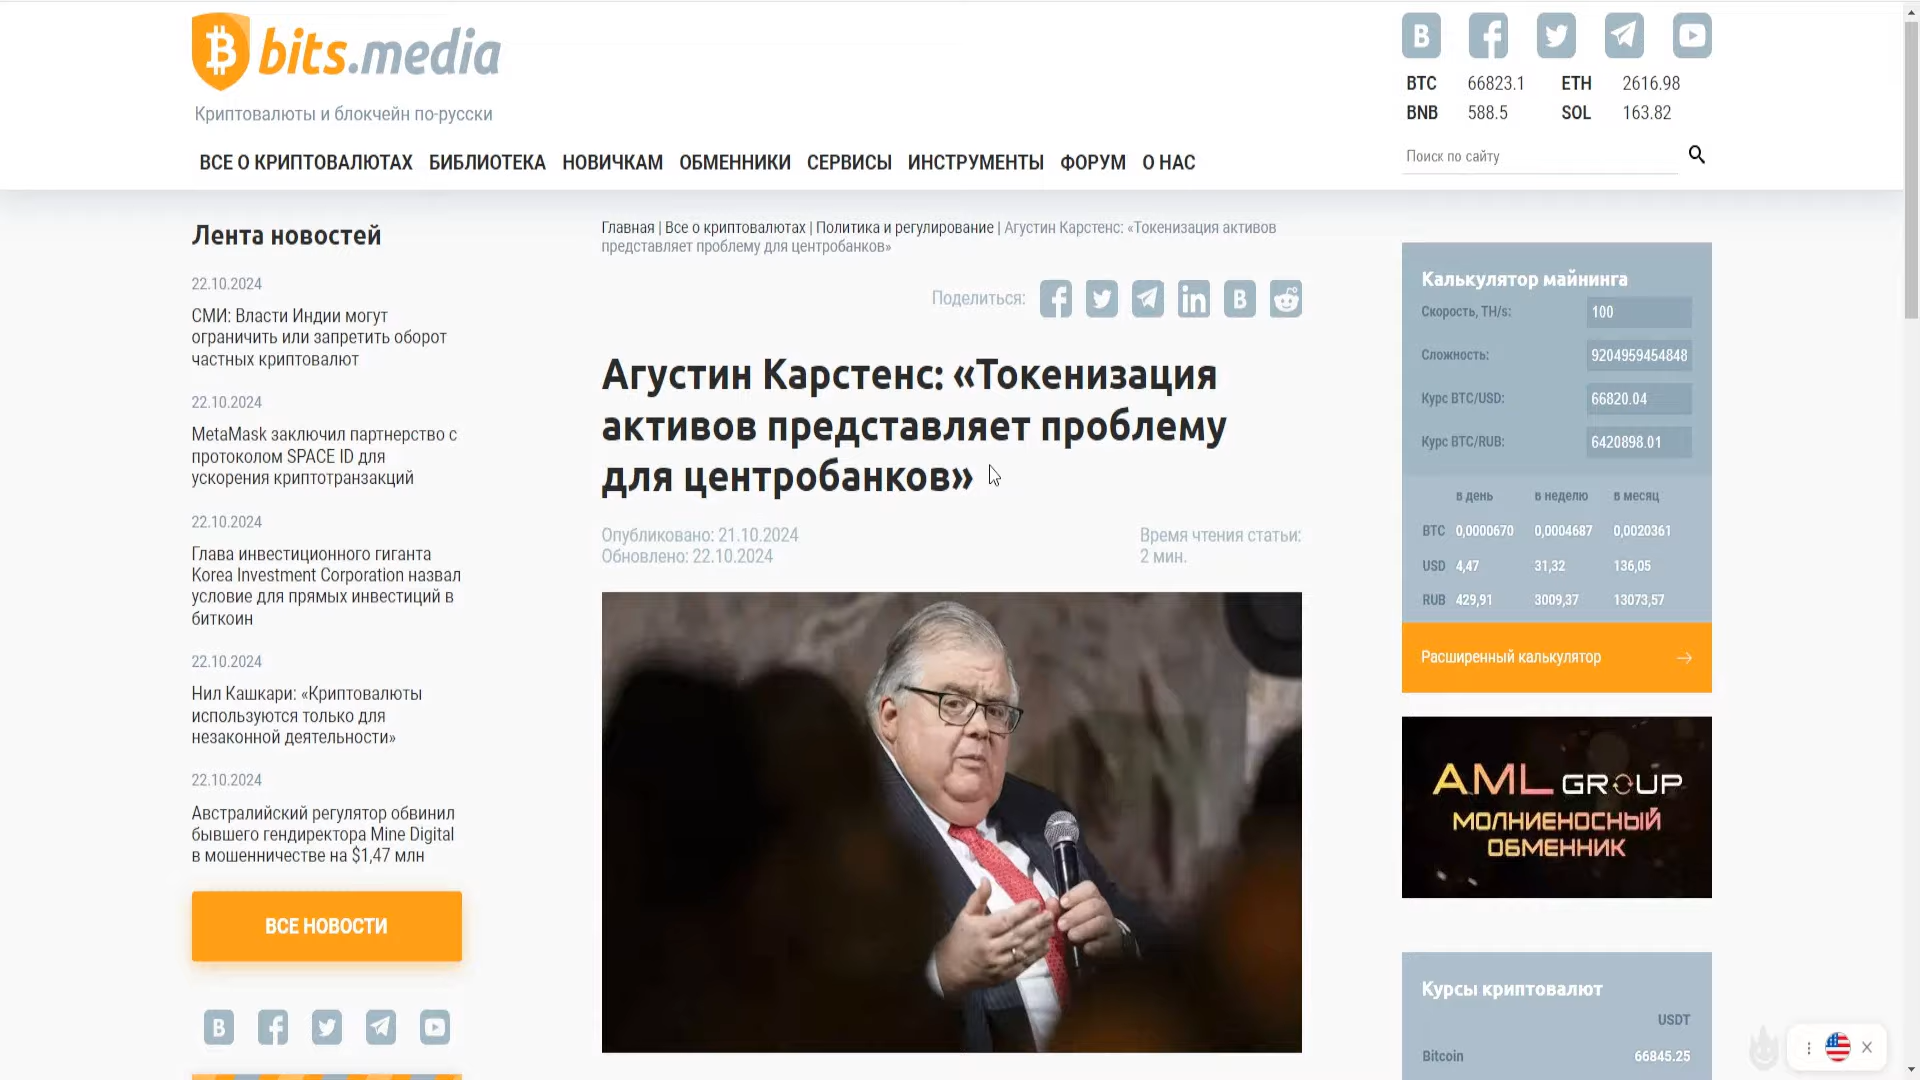 bits.media
Криптовалюты и блокчейн по-русски
BTC 66823.1 ETH 2616.98
BNB 588.5 SOL 163.82
Поиск по сайту
ВСЕ О КРИПТОВАЛЮТАХ БИБЛИОТЕКА НОВИЧКАМ ОБМЕННИКИ СЕРВИСЫ ИНСТРУМЕНТЫ ФОРУМ О НАС
Лента новостей
22.10.2024
СМИ: Власти Индии могут
ограничить или запретить оборот
частных криптовалют
22.10.2024
MetaMask заключил партнерство с
протоколом SPACE ID для
ускорения криптотранзакций
22.10.2024
Глава инвестиционного гиганта
Korea Investment Corporation назвал
условие для прямых инвестиций в
биткоин
22.10.2024
Нил Кашкари: «Криптовалюты
используются только для
незаконной деятельности»
22.10.2024
Австралийский регулятор обвинил
бывшего гендиректора Mine Digital
в мошенничестве на $1,47 млн
ВСЕ НОВОСТИ
Главная | Все о криптовалютах | Политика и регулирование | Агустин Карстенс: «Токенизация активов
представляет проблему для центробанков»
Поделиться:
Агустин Карстенс: «Токенизация
активов представляет проблему
для центробанков»
Опубликовано: 21.10.2024
Обновлено: 22.10.2024
Время чтения статьи:
2 мин.
Калькулятор майнинга
Скорость, TH/s: 100
Сложность: 9204959454848
Курс BTC/USD: 66820.04
Курс BTC/RUB: 6420898.01
в день в неделю в месяц
BTC 0,0000670 0,0004687 0,0020361
USD 4,47 31,32 136,05
RUB 429,91 3009,37 13073,57
Расширенный калькулятор →
AML GROUP
МОЛНИЕНОСНЫЙ
ОБМЕННИК
Курсы криптовалют
USDT
Bitcoin 66845.25